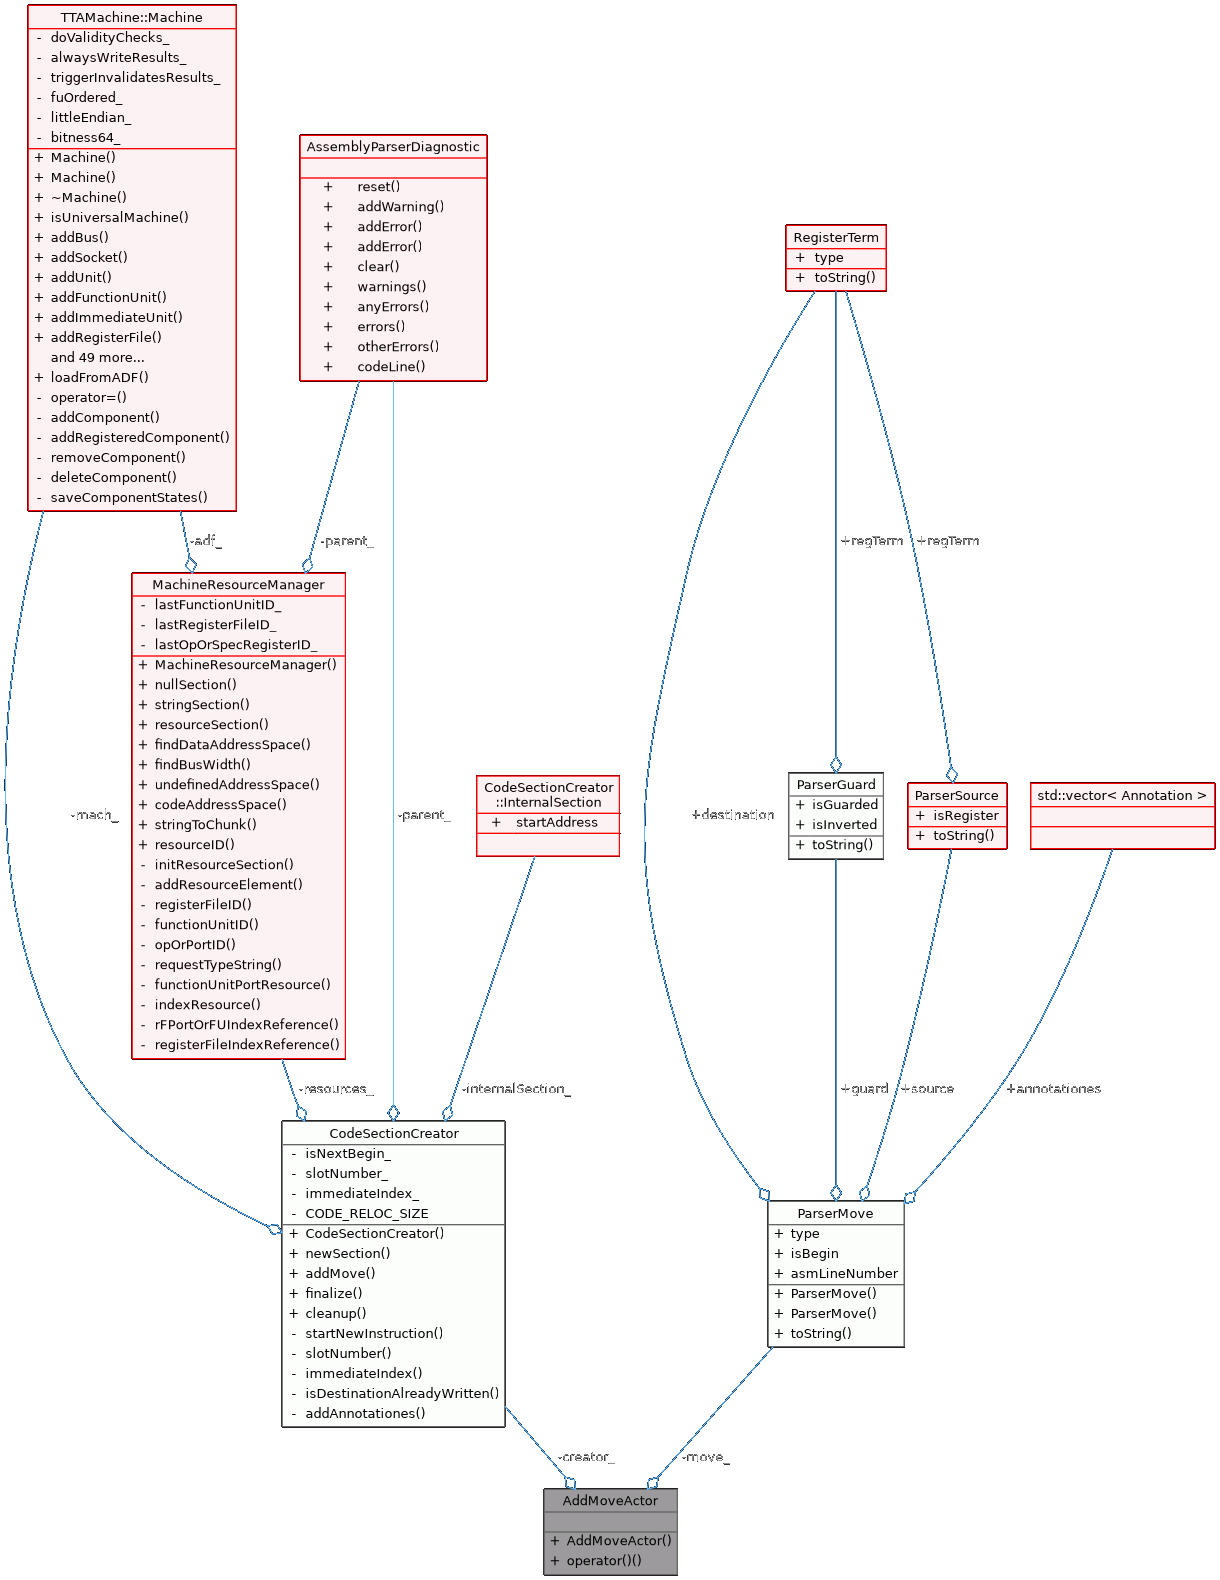 TTAMachine::Machine
- doValidityChecks_
- alwaysWriteResults_
- triggerInvalidatesResults_
- fuOrdered_
- littleEndian_
- bitness64_
+ Machine()
+ Machine()
+ ~Machine()
+ isUniversalMachine()
+ addBus()
+ addSocket()
+ addUnit()
+ addFunctionUnit()
+ addImmediateUnit()
+ addRegisterFile()
and 49 more...
+ loadFromADF()
- operator=()
- addComponent()
- addRegisteredComponent()
- removeComponent()
- deleteComponent()
- saveComponentStates()
AssemblyParserDiagnostic
+ reset()
+ addWarning()
+ addError()
+ addError()
+ clear()
+ warnings()
+ anyErrors()
+ errors()
+ otherErrors()
+ codeLine()
RegisterTerm
+ type
+ toString()
-adf_
-parent_
+regTerm
+regTerm
MachineResourceManager
- lastFunctionUnitID_
- lastRegisterFileID_
- lastOpOrSpecRegisterID_
+ MachineResourceManager()
+ nullSection()
+ stringSection()
+ resourceSection()
+ findDataAddressSpace()
+ findBusWidth()
+ undefinedAddressSpace()
+ codeAddressSpace()
+ stringToChunk()
+ resourceID()
- initResourceSection()
- addResourceElement()
- registerFileID()
- functionUnitID()
- opOrPortID()
- requestTypeString()
- functionUnitPortResource()
- indexResource()
- rFPortOrFUIndexReference()
- registerFileIndexReference()
CodeSectionCreator
::InternalSection
+ startAddress
ParserGuard
+ isGuarded
+ isInverted
+ toString()
ParserSource
+ isRegister
+ toString()
std::vector< Annotation >
-mach_
-parent_
+destination
-resources_
-internalSection_
+guard
+source
+annotationes
CodeSectionCreator
- isNextBegin_
- slotNumber_
- immediateIndex_
- CODE_RELOC_SIZE
+ CodeSectionCreator()
+ newSection()
+ addMove()
+ finalize()
+ cleanup()
- startNewInstruction()
- slotNumber()
- immediateIndex()
- isDestinationAlreadyWritten()
- addAnnotationes()
ParserMove
+ type
+ isBegin
+ asmLineNumber
+ ParserMove()
+ ParserMove()
+ toString()
-creator_
-move_
AddMoveActor
+ AddMoveActor()
+ operator()()